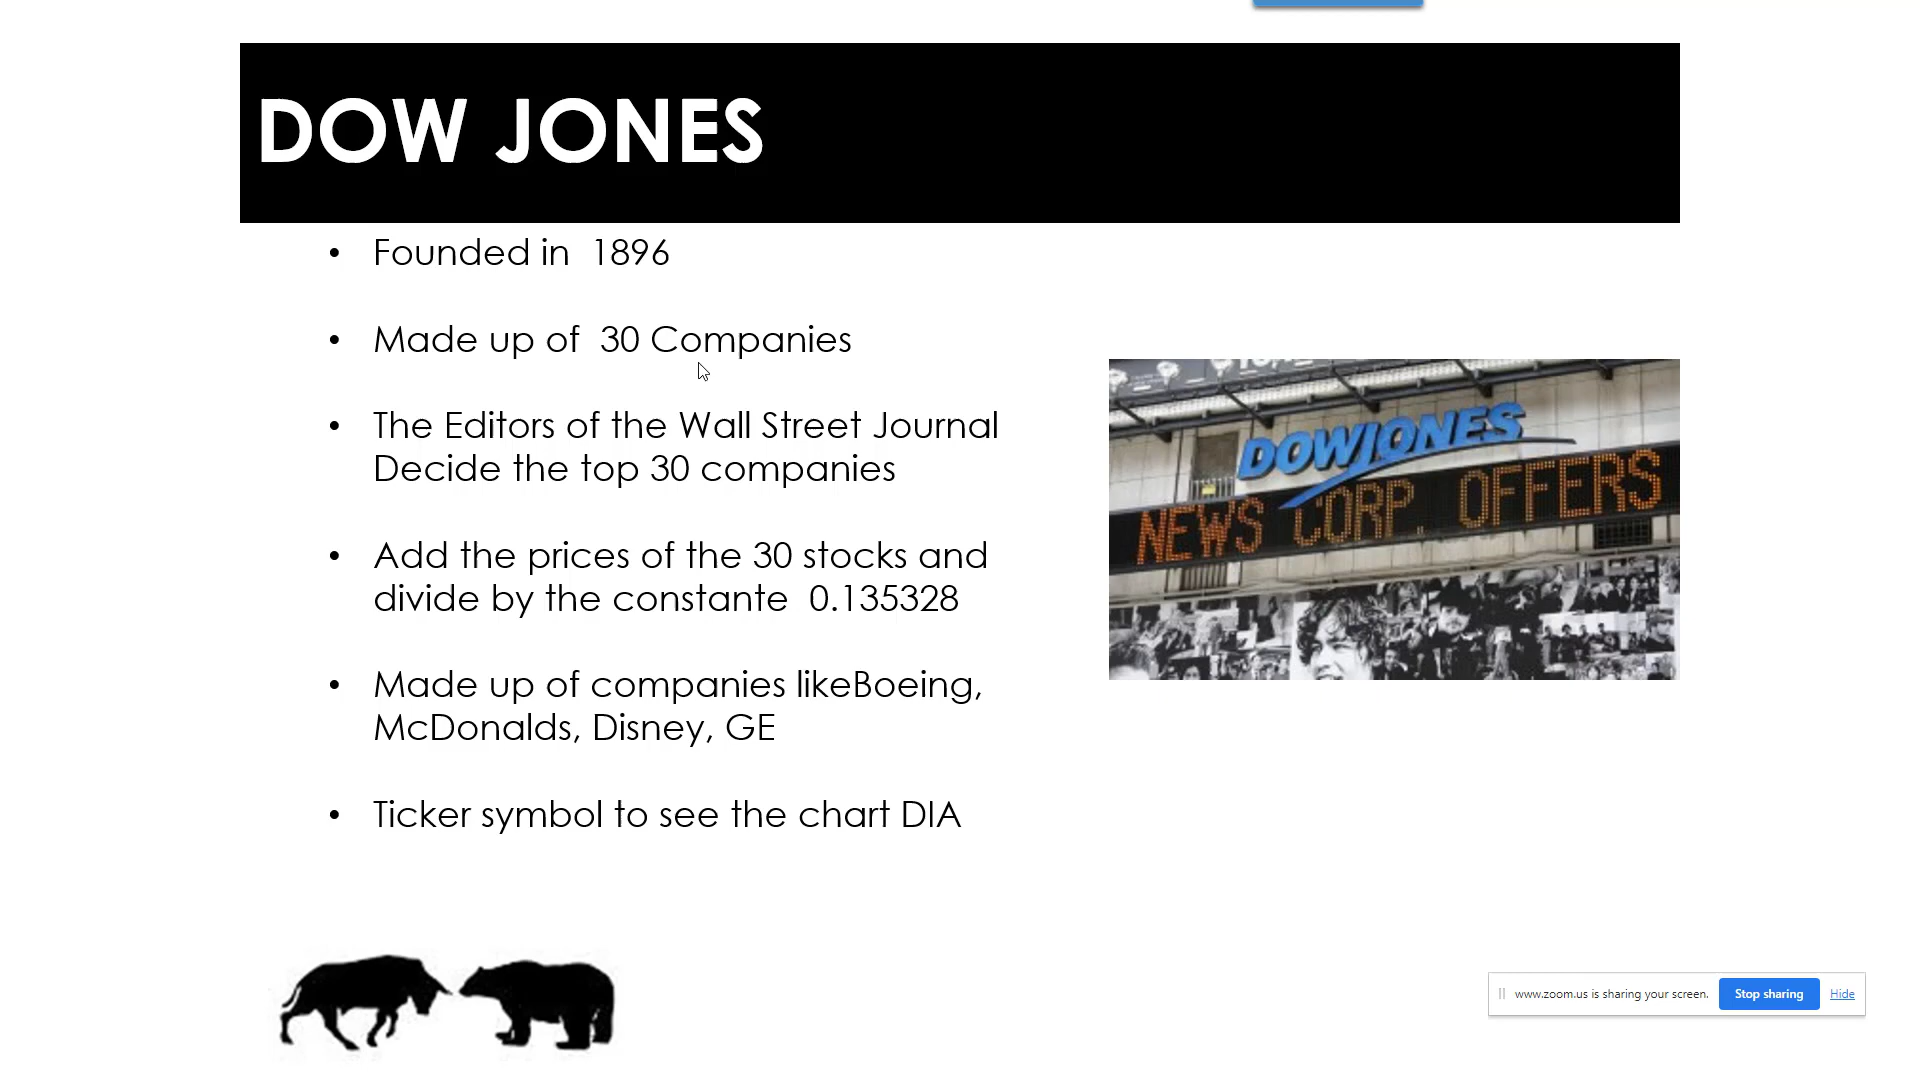 DOW JONES
• Founded in 1896
• Made up of 30 Companies
• The Editors of the Wall Street Journal
Decide the top 30 companies
• Add the prices of the 30 stocks and
divide by the constante 0.135328
• Made up of companies likeBoeing,
McDonalds, Disney, GE
• Ticker symbol to see the chart DIA
DOWJONES
NEWS CORP. OFFERS
www.zoom.us is sharing your screen.
Stop sharing
Hide